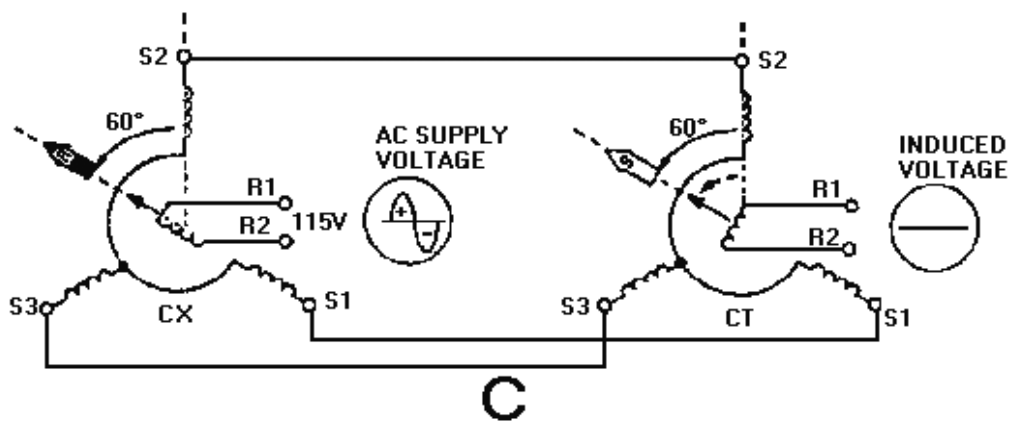 S2
S2
60°
60°
AC SUPPLY
VOLTAGE
INDUCED
VOLTAGE
R1
R2
115V
+
-
R1
R2
S3
CX
S1
S3
CT
S1
C